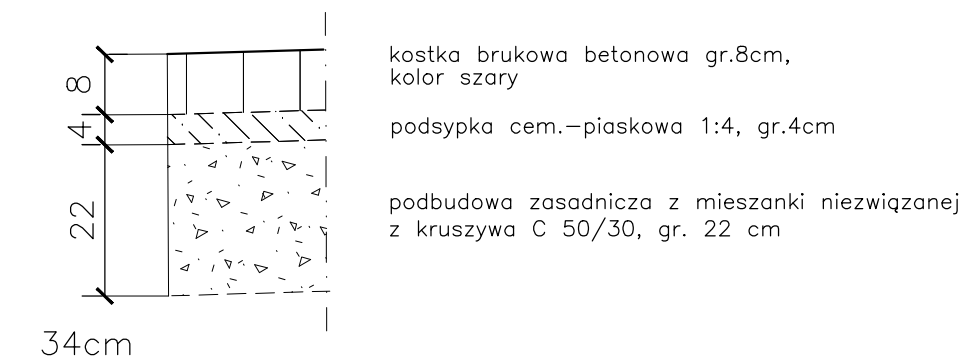 8
kostka brukowa betonowa gr.8cm,
kolor szary
4
podsypka cem.–piaskowa 1:4, gr.4cm
22
podbudowa zasadnicza z mieszanki niezwiązanej
z kruszywa C 50/30, gr. 22 cm
34cm